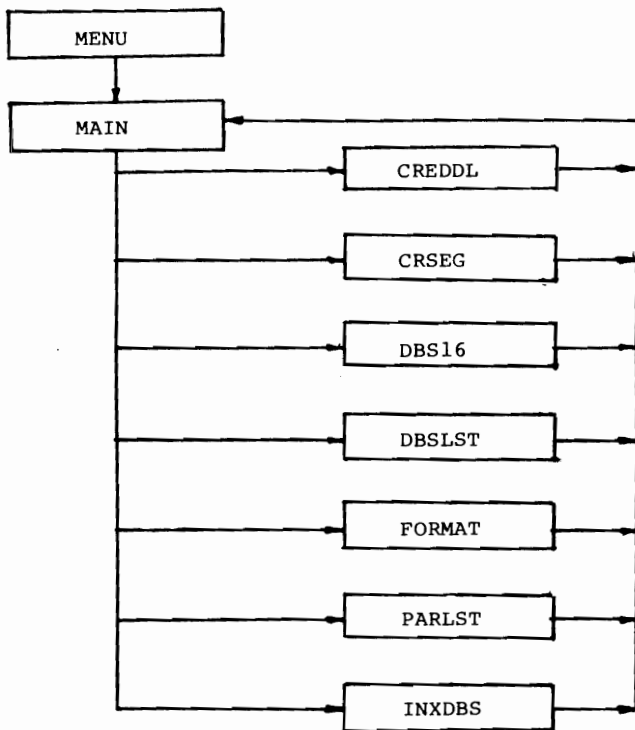 MENU
MAIN
CREDDL
CRSEG
DBS16
DBSLST
FORMAT
PARLST
INXDBS